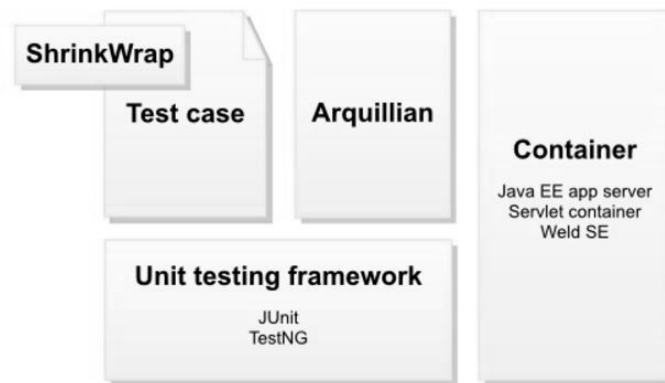 ShrinkWrap
Test case
Arquillian
Container
Java EE app server
Servlet container
Weld SE
Unit testing framework
JUnit
TestNG